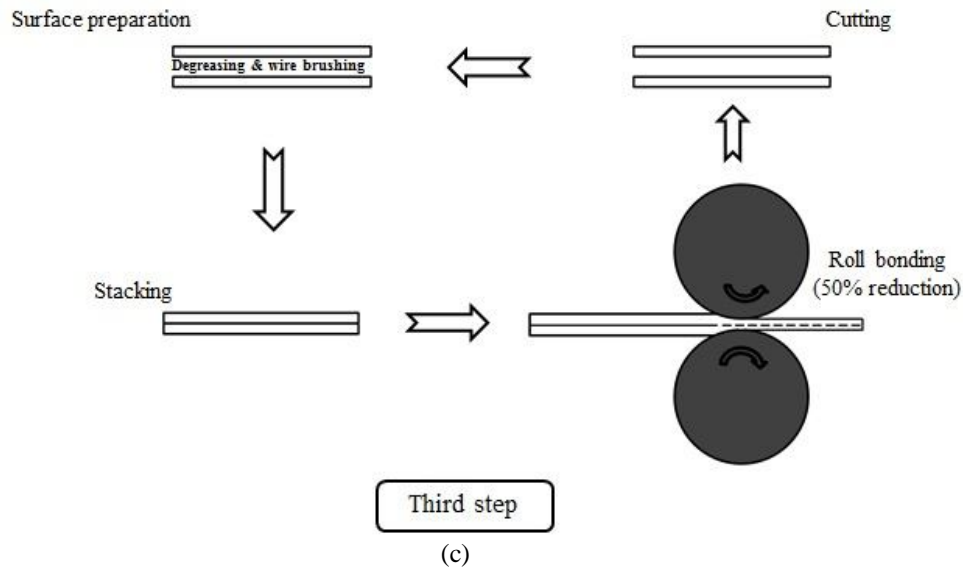 Surface preparation
Cutting
Degreasing & wire brushing
Stacking
Roll bonding
(50% reduction)
Third step
(c)